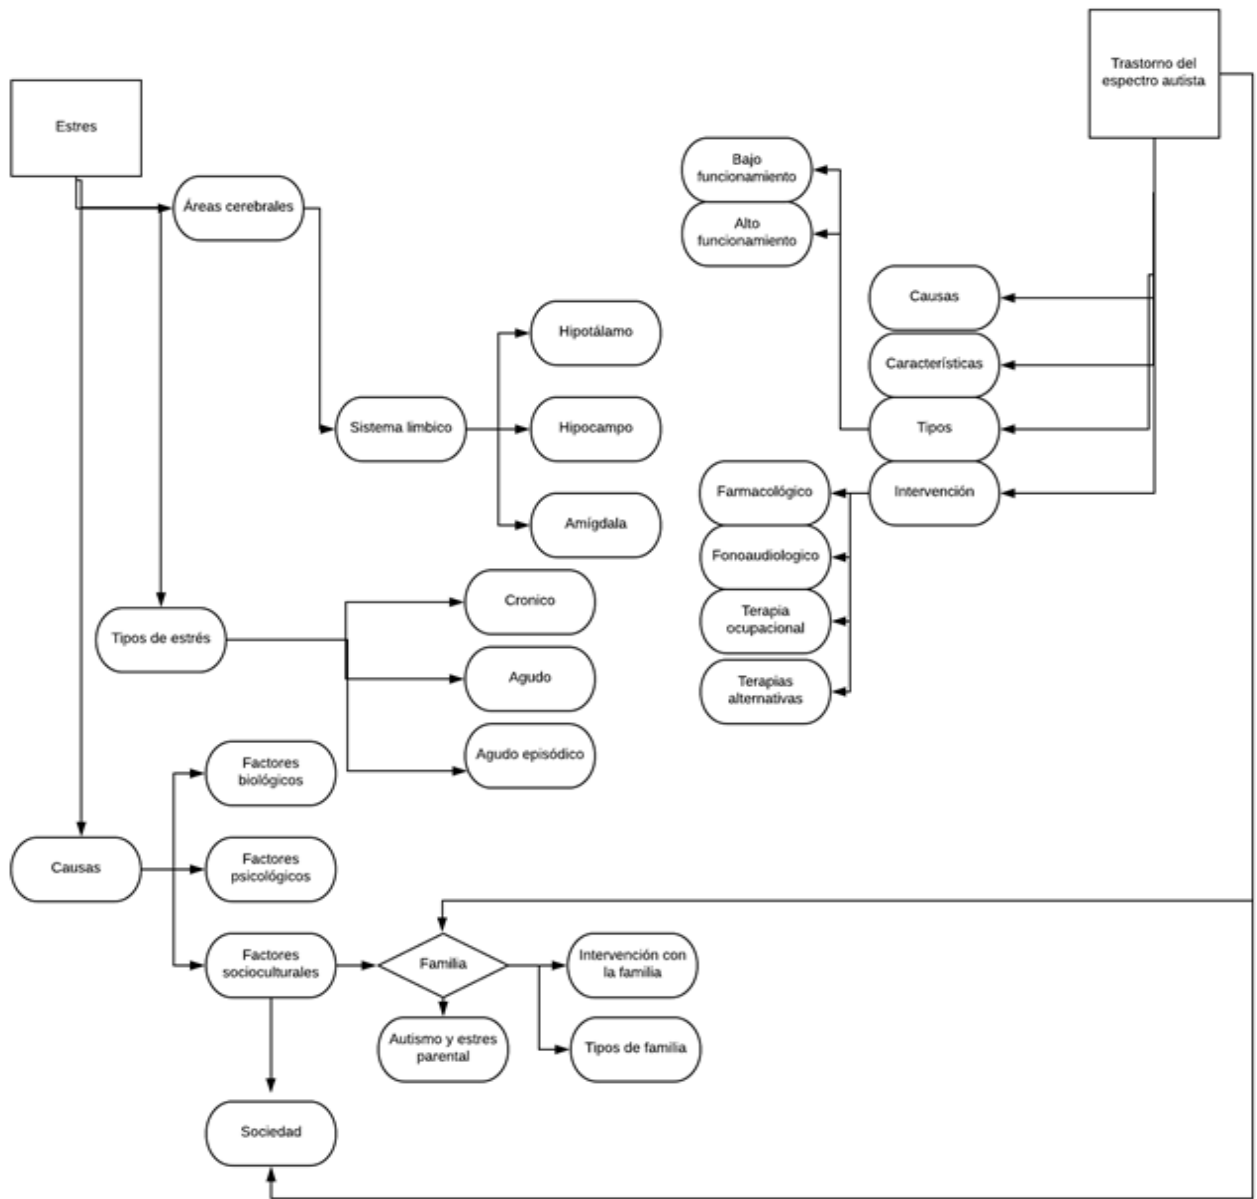 Trastorno del
espectro autista
Estres
Bajo
funcionamiento
Áreas cerebrales
Alto
funcionamiento
Causas
Hipotálamo
Características
Sistema limbico
Hipocampo
Tipos
Farmacológico
Intervención
Amígdala
Fonoaudiologico
Cronico
Terapia
ocupacional
Tipos de estrés
Agudo
Terapias
alternativas
Agudo episódico
Factores
biológicos
Causas
Factores
psicológicos
Factores
socioculturales
Familia
Intervención con
la familia
Autismo y estres
parental
Tipos de familia
Sociedad